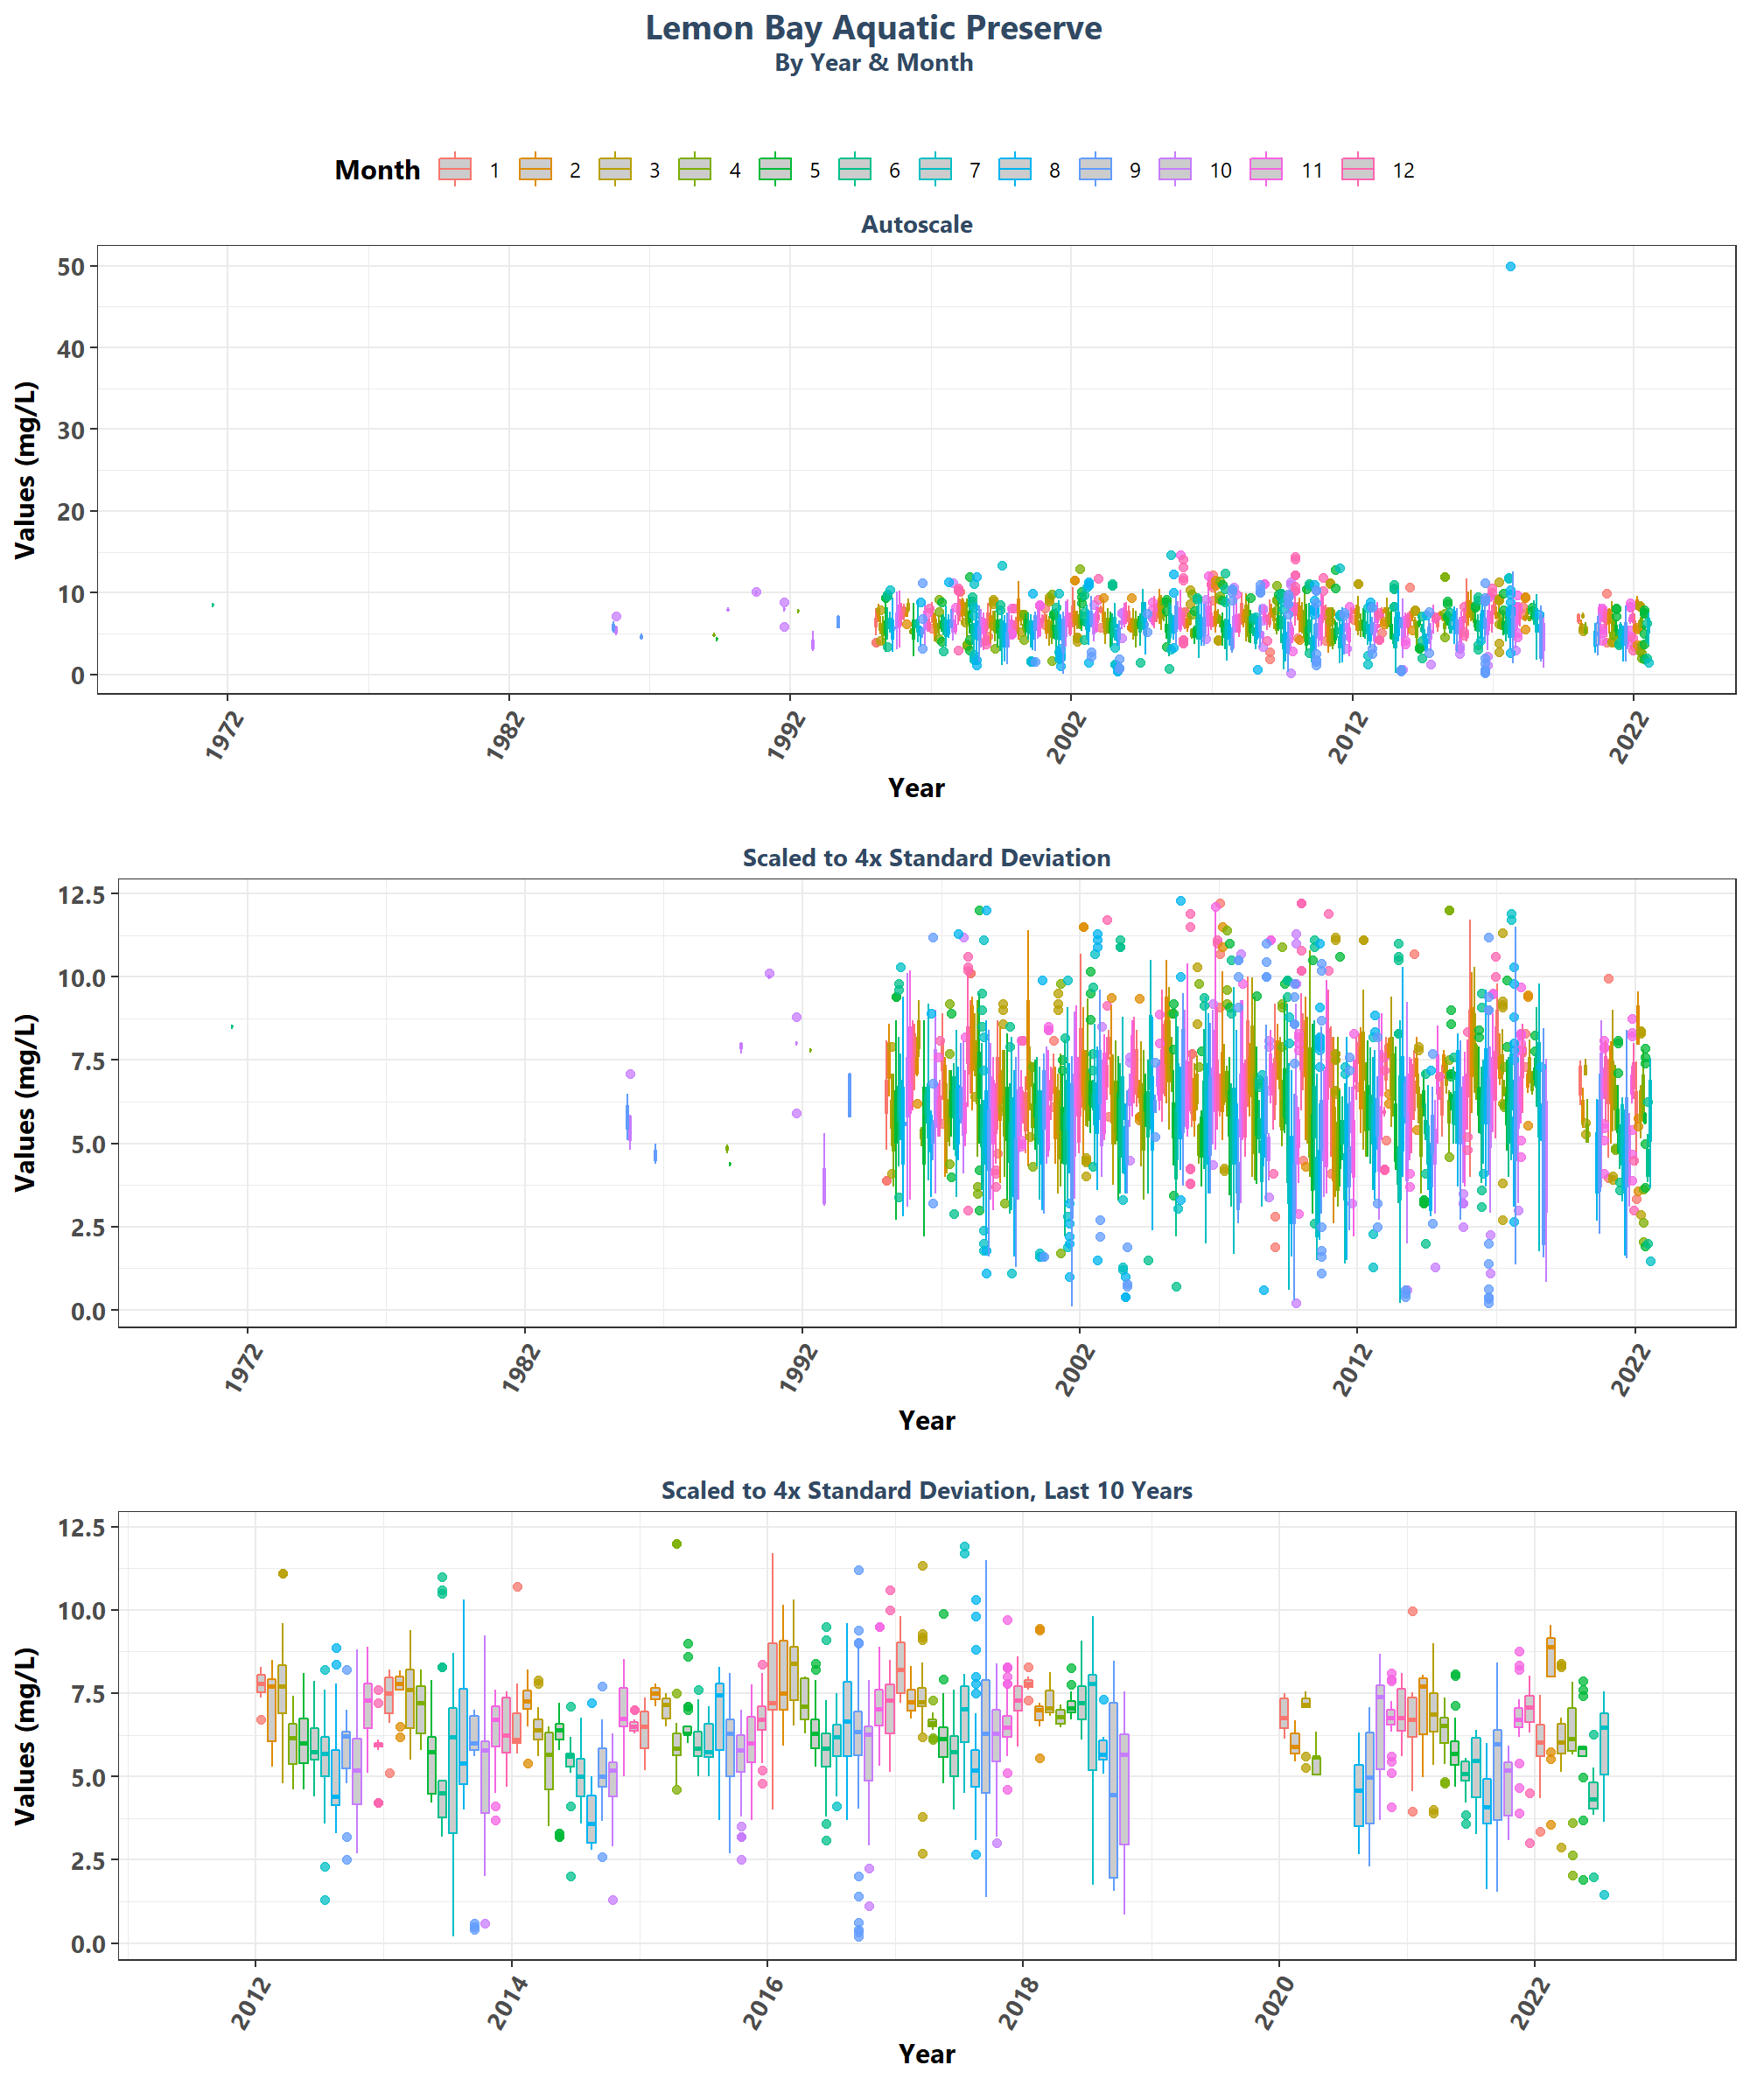 Lemon Bay Aquatic Preserve
By Year & Month
Month 1 2 3 4 5 6 7 8 9 10 11 12
Autoscale
50
40
30
20
10
0
Values (mg/L)
1972 1982 1992 2002 2012 2022
Year
Scaled to 4x Standard Deviation
12.5
10.0
7.5
5.0
2.5
0.0
Values (mg/L)
1972 1982 1992 2002 2012 2022
Year
Scaled to 4x Standard Deviation, Last 10 Years
12.5
10.0
7.5
5.0
2.5
0.0
Values (mg/L)
2012 2014 2016 2018 2020 2022
Year